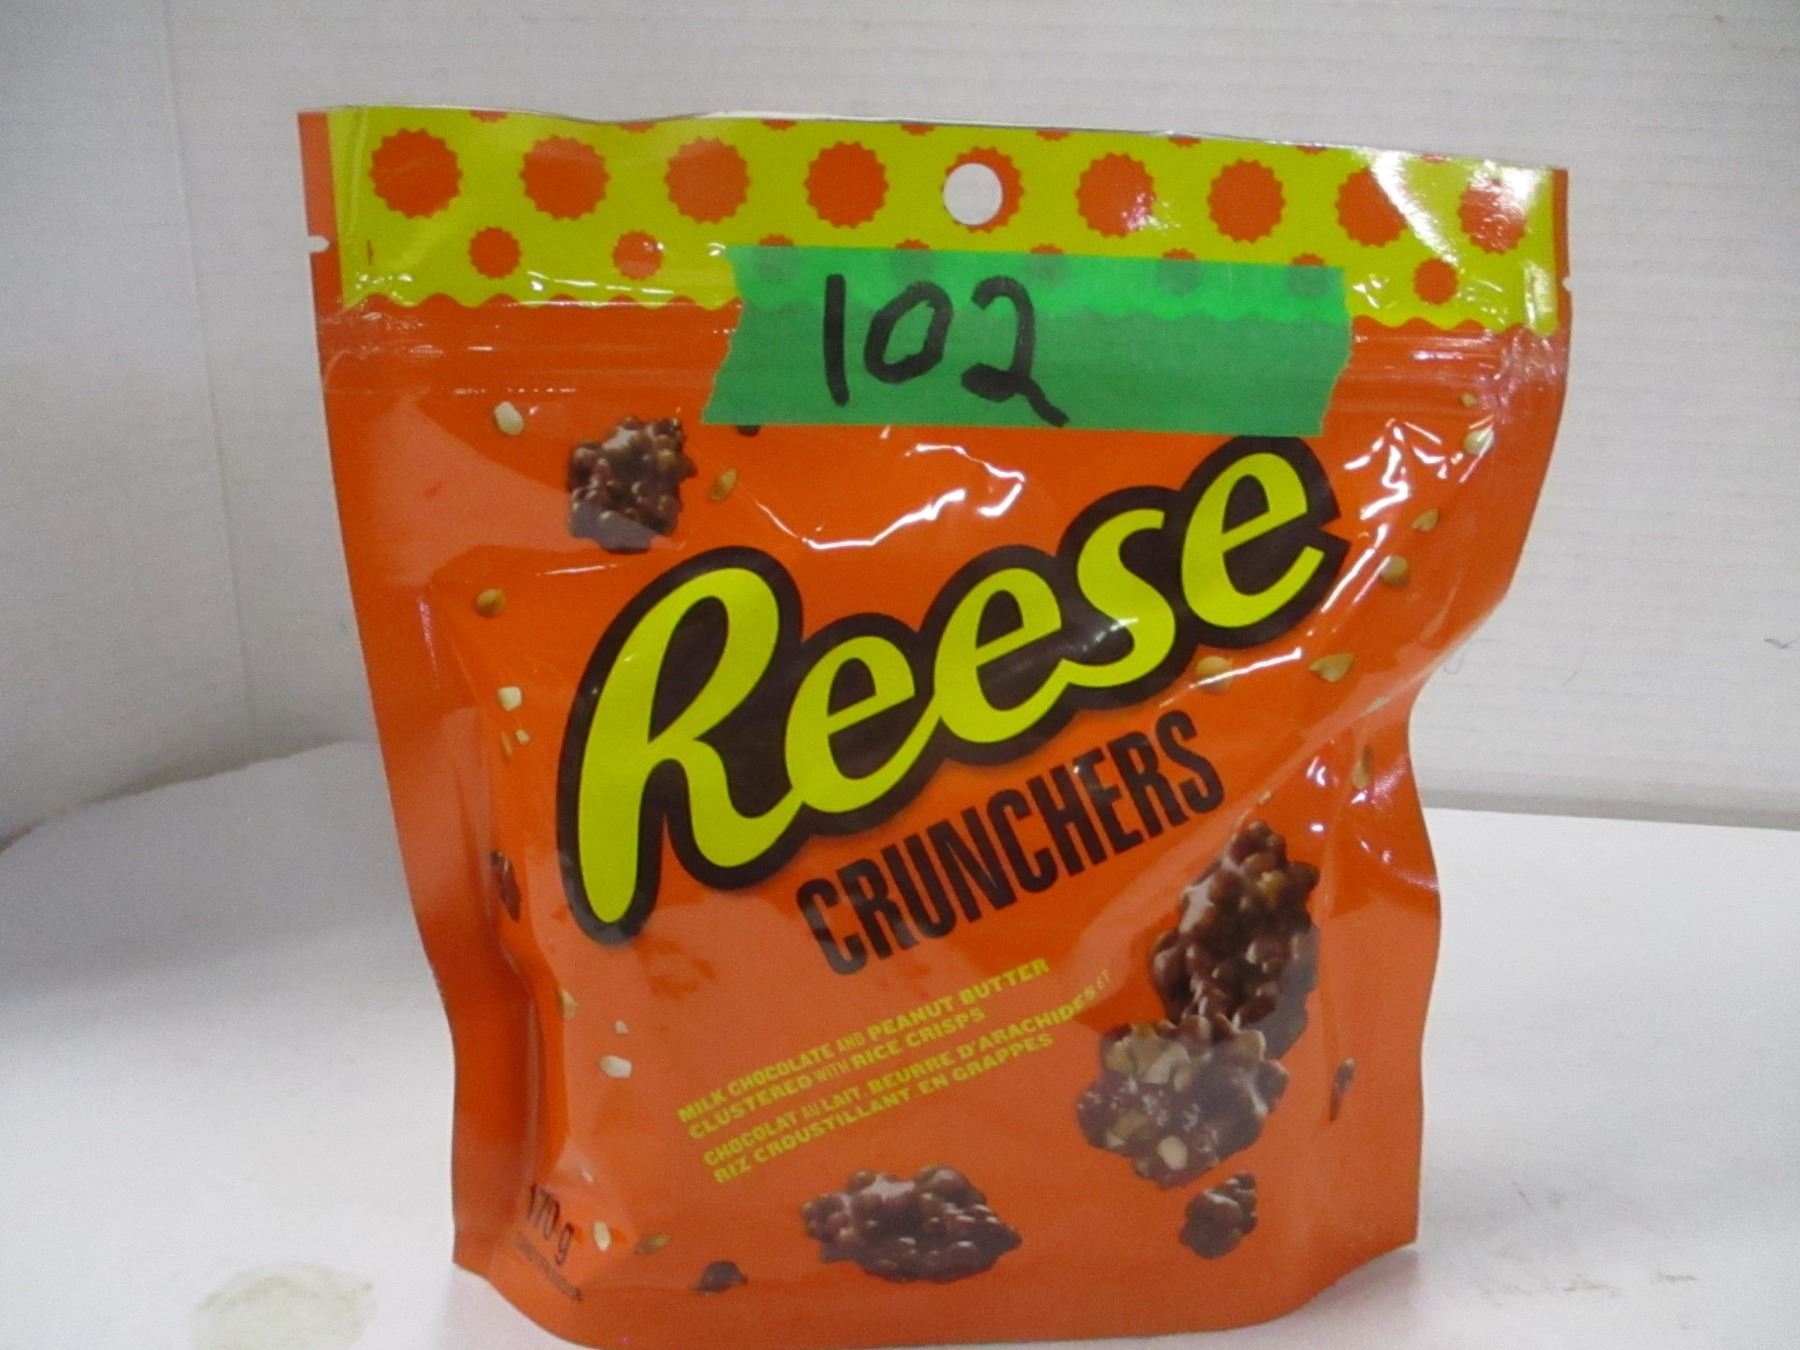 102
Reese
CRUNCHERS
MILK CHOCOLATE AND PEANUT BUTTER
CLUSTERED WITH RICE CRISPS
CHOCOLAT AU LAIT BEURRE D'ARACHIDES ET
RIZ CROUSTILLANT EN GRAPPES
170 g